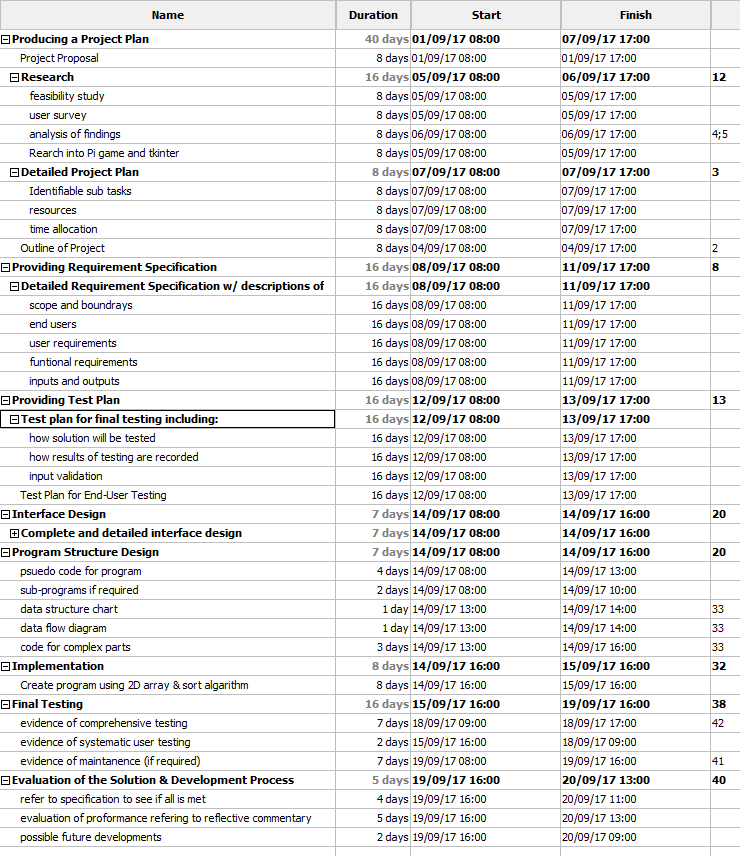 Name Duration Start Finish
Producing a Project Plan 40 days 01/09/17 08:00 07/09/17 17:00
Project Proposal 8 days 01/09/17 08:00 01/09/17 17:00
Research 16 days 05/09/17 08:00 06/09/17 17:00 12
feasibility study 8 days 05/09/17 08:00 05/09/17 17:00
user survey 8 days 05/09/17 08:00 05/09/17 17:00
analysis of findings 8 days 06/09/17 08:00 06/09/17 17:00 4;5
Rearch into Pi game and tkinter 8 days 05/09/17 08:00 05/09/17 17:00
Detailed Project Plan 8 days 07/09/17 08:00 07/09/17 17:00 3
Identifiable sub tasks 8 days 07/09/17 08:00 07/09/17 17:00
resources 8 days 07/09/17 08:00 07/09/17 17:00
time allocation 8 days 07/09/17 08:00 07/09/17 17:00
Outline of Project 8 days 04/09/17 08:00 04/09/17 17:00 2
Providing Requirement Specification 16 days 08/09/17 08:00 11/09/17 17:00 8
Detailed Requirement Specification w/ descriptions of 16 days 08/09/17 08:00 11/09/17 17:00
scope and boundrays 16 days 08/09/17 08:00 11/09/17 17:00
end users 16 days 08/09/17 08:00 11/09/17 17:00
user requirements 16 days 08/09/17 08:00 11/09/17 17:00
funtional requirements 16 days 08/09/17 08:00 11/09/17 17:00
inputs and outputs 16 days 08/09/17 08:00 11/09/17 17:00
Providing Test Plan 16 days 12/09/17 08:00 13/09/17 17:00 13
Test plan for final testing including: 16 days 12/09/17 08:00 13/09/17 17:00
how solution will be tested 16 days 12/09/17 08:00 13/09/17 17:00
how results of testing are recorded 16 days 12/09/17 08:00 13/09/17 17:00
input validation 16 days 12/09/17 08:00 13/09/17 17:00
Test Plan for End-User Testing 16 days 12/09/17 08:00 13/09/17 17:00
Interface Design 7 days 14/09/17 08:00 14/09/17 16:00 20
Complete and detailed interface design 7 days 14/09/17 08:00 14/09/17 16:00
Program Structure Design 7 days 14/09/17 08:00 14/09/17 16:00 20
psuedo code for program 4 days 14/09/17 08:00 14/09/17 13:00
sub-programs if required 2 days 14/09/17 08:00 14/09/17 10:00
data structure chart 1 day 14/09/17 13:00 14/09/17 14:00 33
data flow diagram 1 day 14/09/17 13:00 14/09/17 14:00 33
code for complex parts 3 days 14/09/17 13:00 14/09/17 16:00 33
Implementation 8 days 14/09/17 16:00 15/09/17 16:00 32
Create program using 2D array & sort algarithm 8 days 14/09/17 16:00 15/09/17 16:00
Final Testing 16 days 15/09/17 16:00 19/09/17 16:00 38
evidence of comprehensive testing 7 days 18/09/17 09:00 18/09/17 17:00 42
evidence of systematic user testing 2 days 15/09/17 16:00 18/09/17 09:00
evidence of maintanence (if required) 7 days 19/09/17 08:00 19/09/17 16:00 41
Evaluation of the Solution & Development Process 5 days 19/09/17 16:00 20/09/17 13:00 40
refer to specification to see if all is met 4 days 19/09/17 16:00 20/09/17 11:00
evaluation of proformance refering to reflective commentary 5 days 19/09/17 16:00 20/09/17 13:00
possible future developments 2 days 19/09/17 16:00 20/09/17 09:00